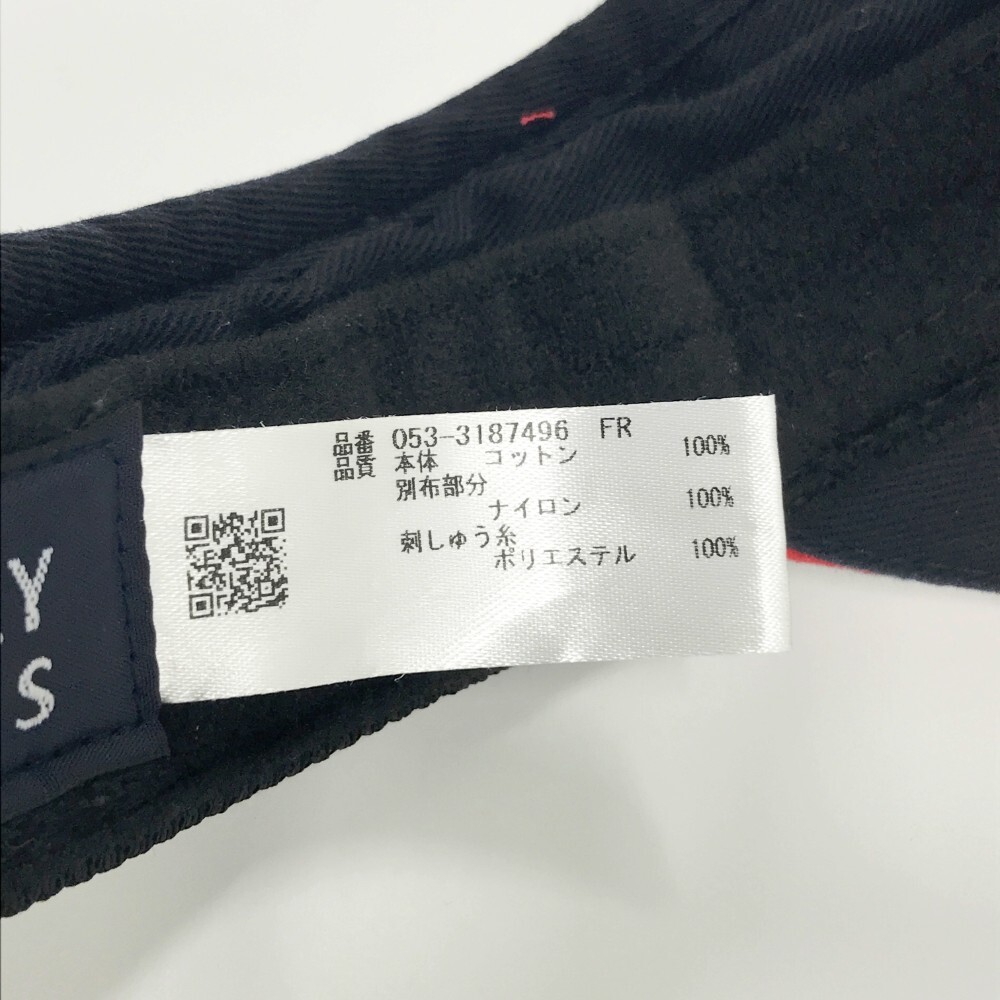 品番 053-3187496 FR
品質 本体 コットン 100%
別布部分
ナイロン 100%
刺しゅう糸
ポリエステル 100%
Y
S